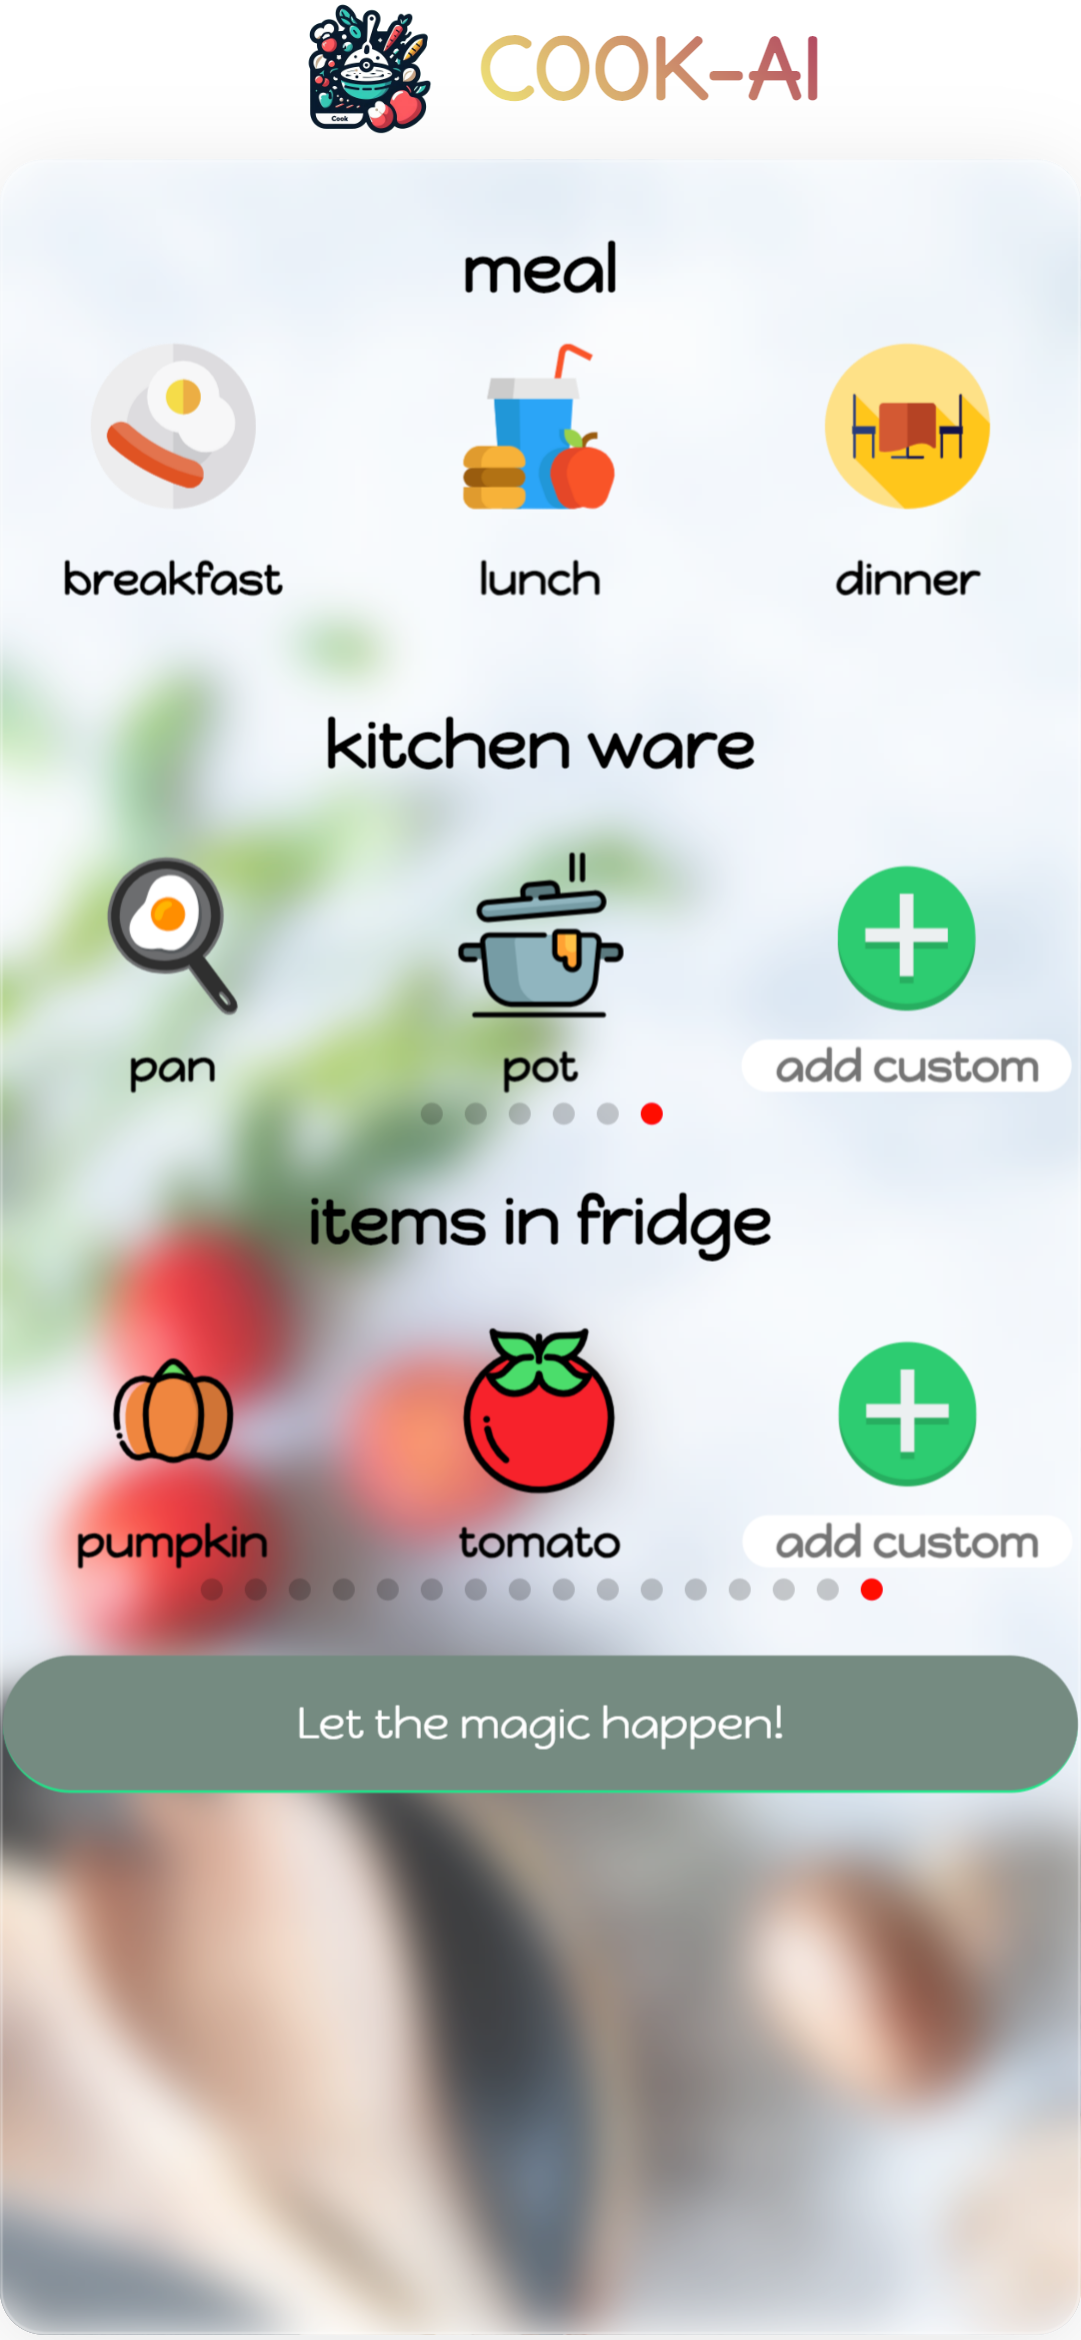 Cook
COOK-AI
meal
breakfast lunch dinner
kitchen ware
pan pot add custom
items in fridge
pumpkin tomato add custom
Let the magic happen!